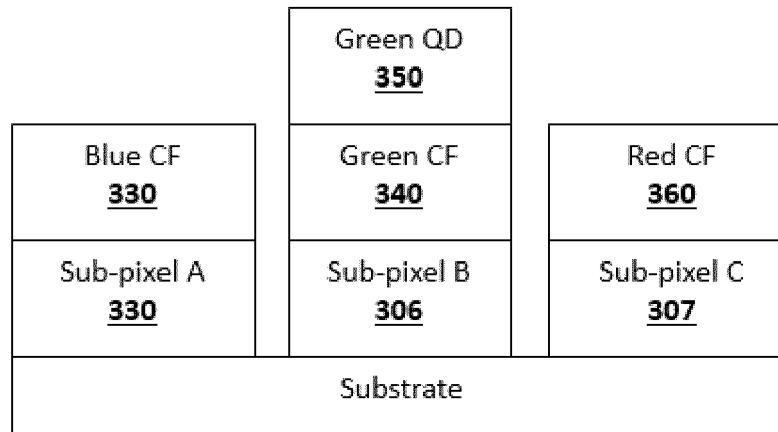 Green QD
350
Blue CF
330
Green CF
340
Red CF
360
Sub-pixel A
330
Sub-pixel B
306
Sub-pixel C
307
Substrate